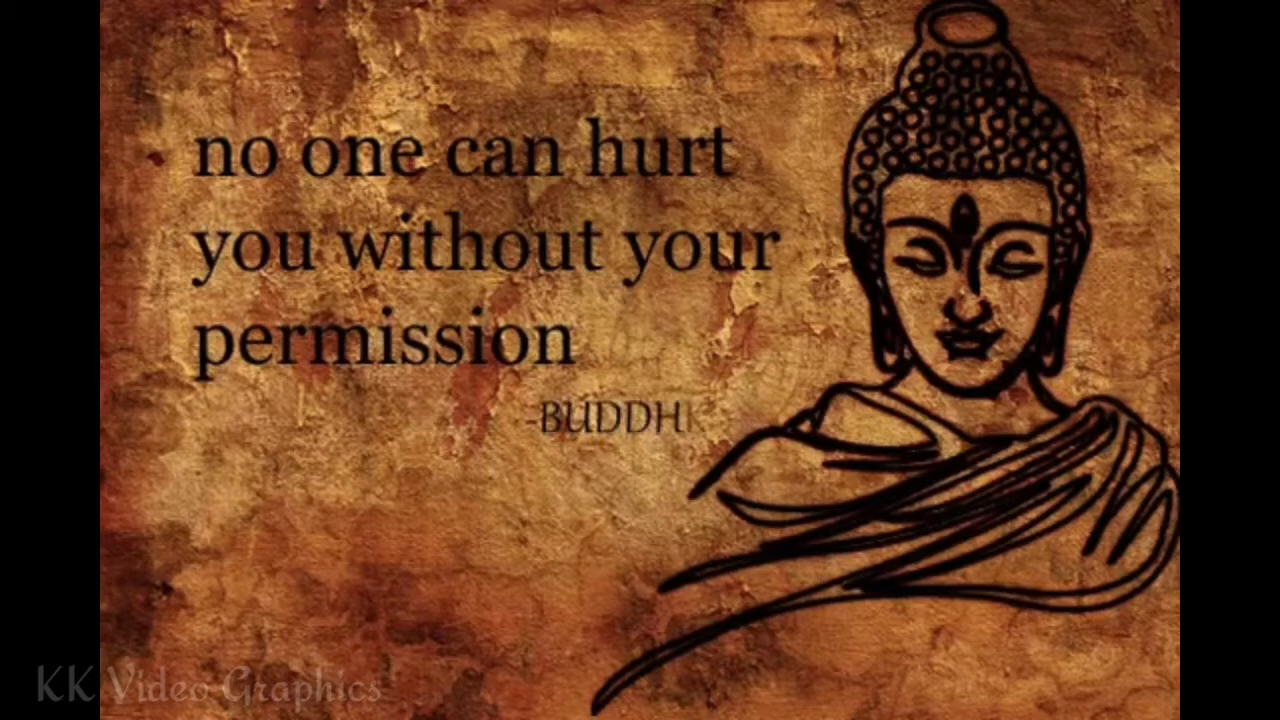 no one can hurt
you without your
permission
-BUDDH
KK Video Graphics